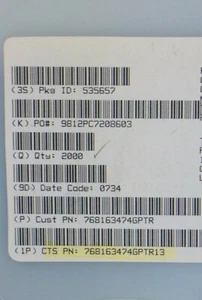 (3S) Pkg ID: 535657
(K) PO#: 9812PC7208603
(Q) Qty: 2000
(9D) Date Code: 0734
(P) Cust PN: 768163474GPTR
(1P) CTS PN: 768163474GPTR13